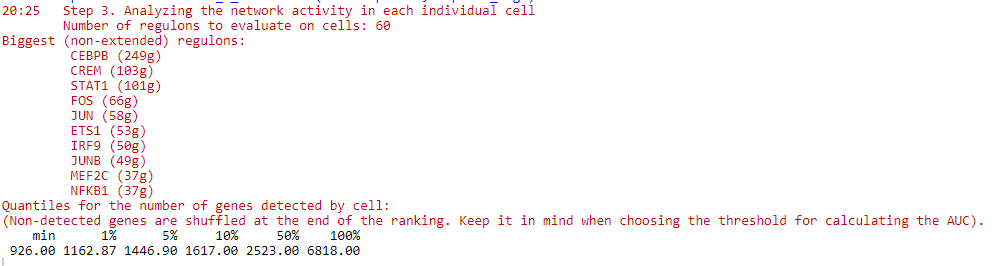 20:25 Step 3. Analyzing the network activity in each individual cell
Number of regulons to evaluate on cells: 60
Biggest (non-extended) regulons:
CEBPB (249g)
CREM (103g)
STAT1 (101g)
FOS (66g)
JUN (58g)
ETS1 (53g)
IRF9 (50g)
JUNB (49g)
MEF2C (37g)
NFKB1 (37g)
Quantiles for the number of genes detected by cell:
(Non-detected genes are shuffled at the end of the ranking. Keep it in mind when choosing the threshold for calculating the AUC).
min 1% 5% 10% 50% 100%
926.00 1162.87 1446.90 1617.00 2523.00 6818.00